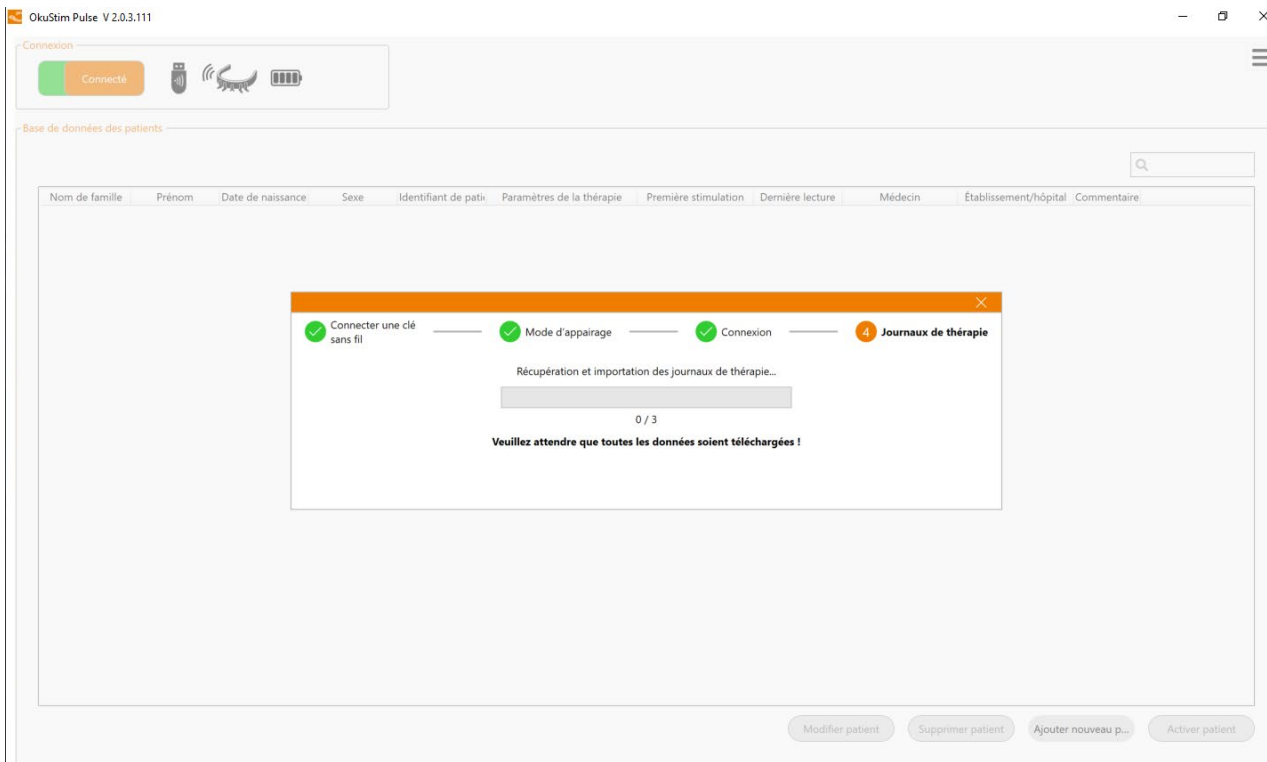 OkuStim Pulse V 2.0.3.111
Connexion
Connecté
Base de données des patients
Nom de famille Prénom Date de naissance Sexe Identifiant de pati Paramètres de la thérapie Première stimulation Dernière lecture Médecin Établissement/hôpital Commentaire
Connecter une clé
sans fil
Mode d'appairage
Connexion
4 Journaux de thérapie
Récupération et importation des journaux de thérapie...
0 / 3
Veuillez attendre que toutes les données soient téléchargées !
Modifier patient Supprimer patient Ajouter nouveau p... Activer patient